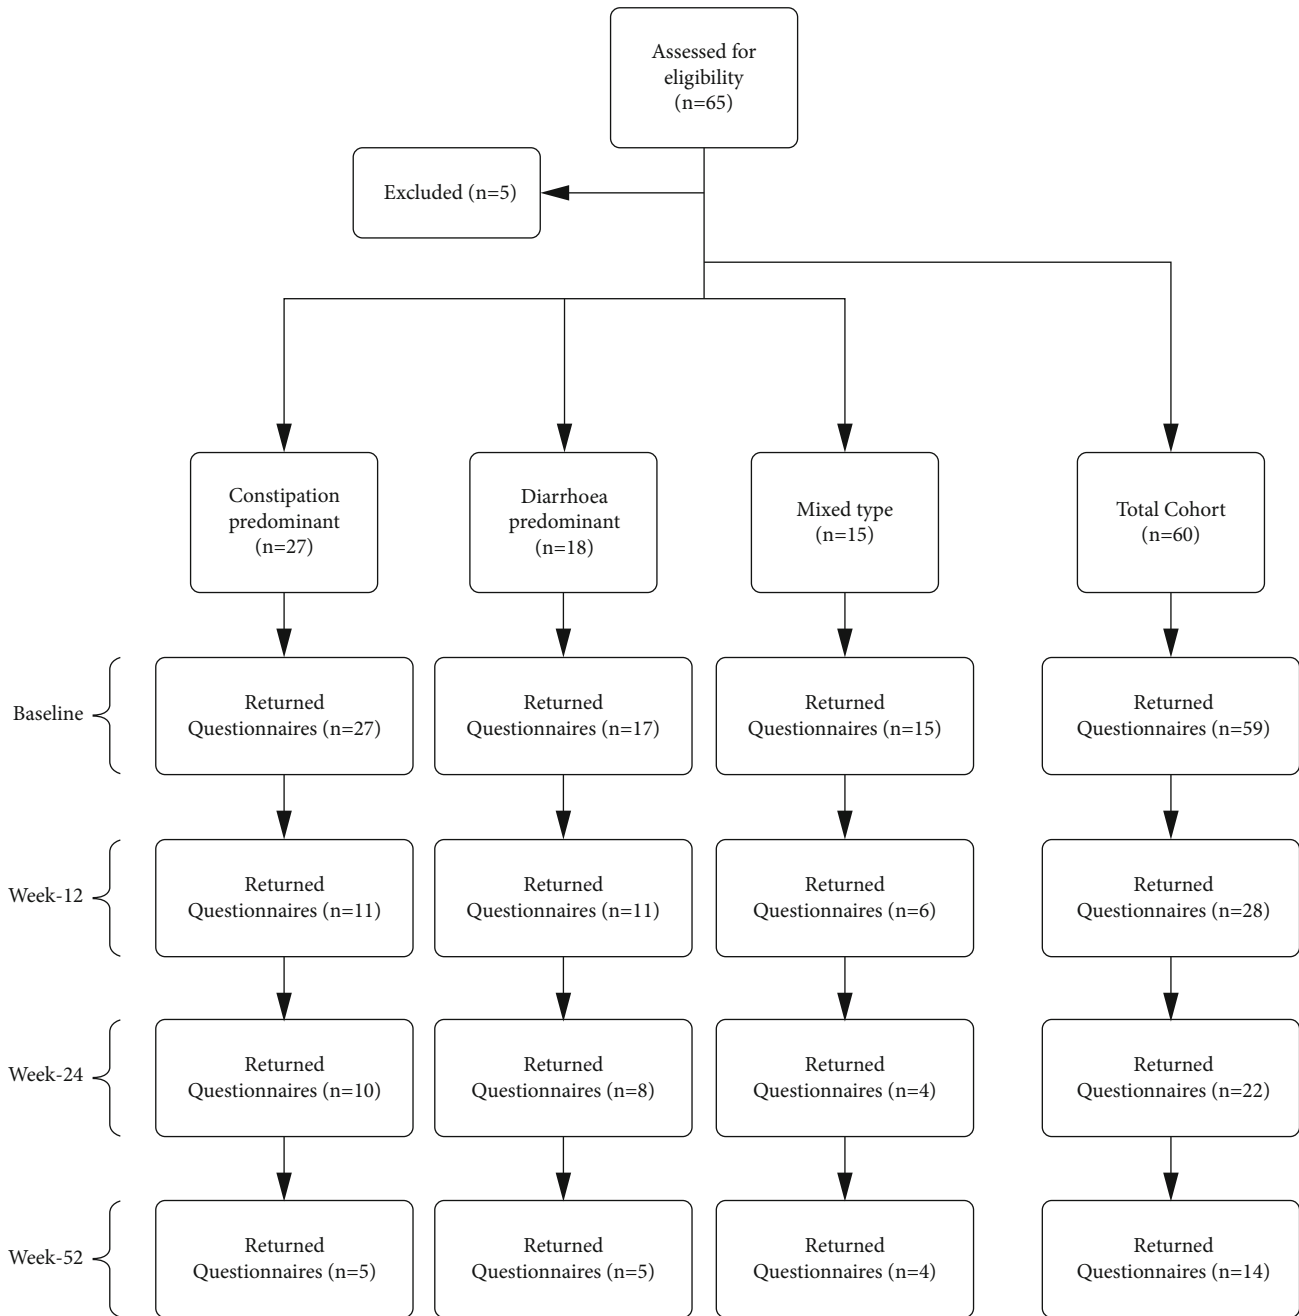 Assessed for
eligibility
(n=65)
Excluded (n=5)
Constipation
predominant
(n=27)
Diarrhoea
predominant
(n=18)
Mixed type
(n=15)
Total Cohort
(n=60)
Baseline
Returned
Questionnaires (n=27)
Returned
Questionnaires (n=17)
Returned
Questionnaires (n=15)
Returned
Questionnaires (n=59)
Week-12
Returned
Questionnaires (n=11)
Returned
Questionnaires (n=11)
Returned
Questionnaires (n=6)
Returned
Questionnaires (n=28)
Week-24
Returned
Questionnaires (n=10)
Returned
Questionnaires (n=8)
Returned
Questionnaires (n=4)
Returned
Questionnaires (n=22)
Week-52
Returned
Questionnaires (n=5)
Returned
Questionnaires (n=5)
Returned
Questionnaires (n=4)
Returned
Questionnaires (n=14)